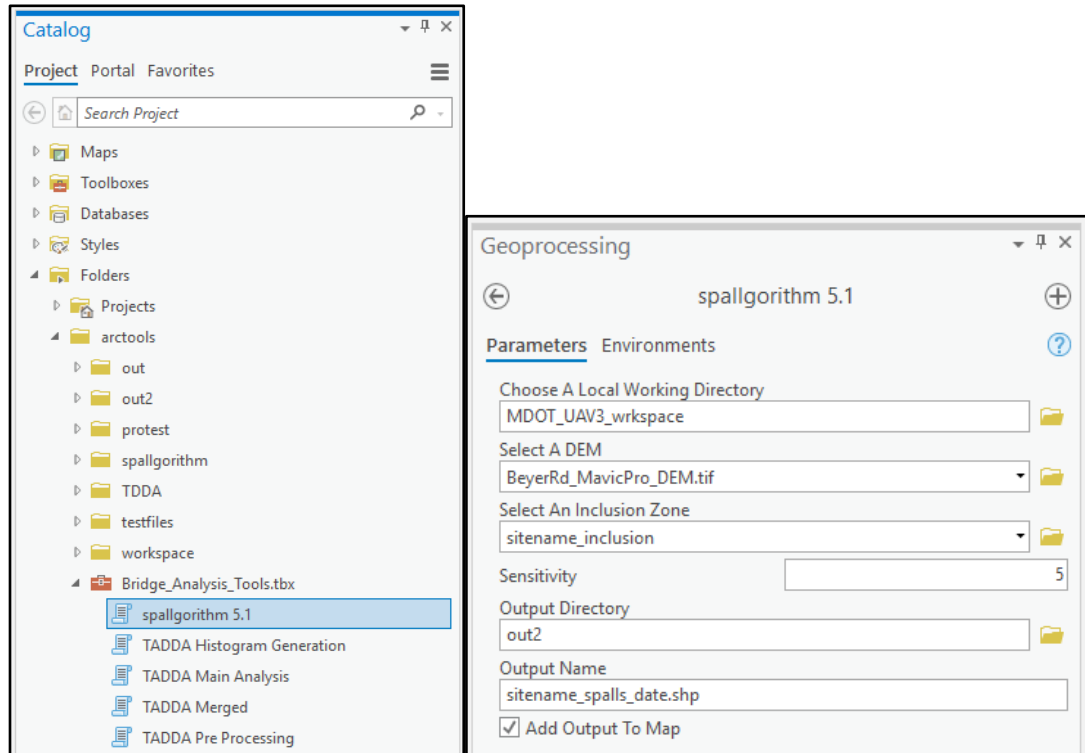 Catalog
Project Portal Favorites
Search Project
Maps
Toolboxes
Databases
Styles
Folders
Projects
arctools
out
out2
protest
spallgorithm
TDDA
testfiles
workspace
Bridge_Analysis_Tools.tbx
spallgorithm 5.1
TADDA Histogram Generation
TADDA Main Analysis
TADDA Merged
TADDA Pre Processing
Geoprocessing
spallgorithm 5.1
Parameters Environments
Choose A Local Working Directory
MDOT_UAV3_wrkspace
Select A DEM
BeyerRd_MavicPro_DEM.tif
Select An Inclusion Zone
sitename_inclusion
Sensitivity 5
Output Directory
out2
Output Name
sitename_spalls_date.shp
Add Output To Map